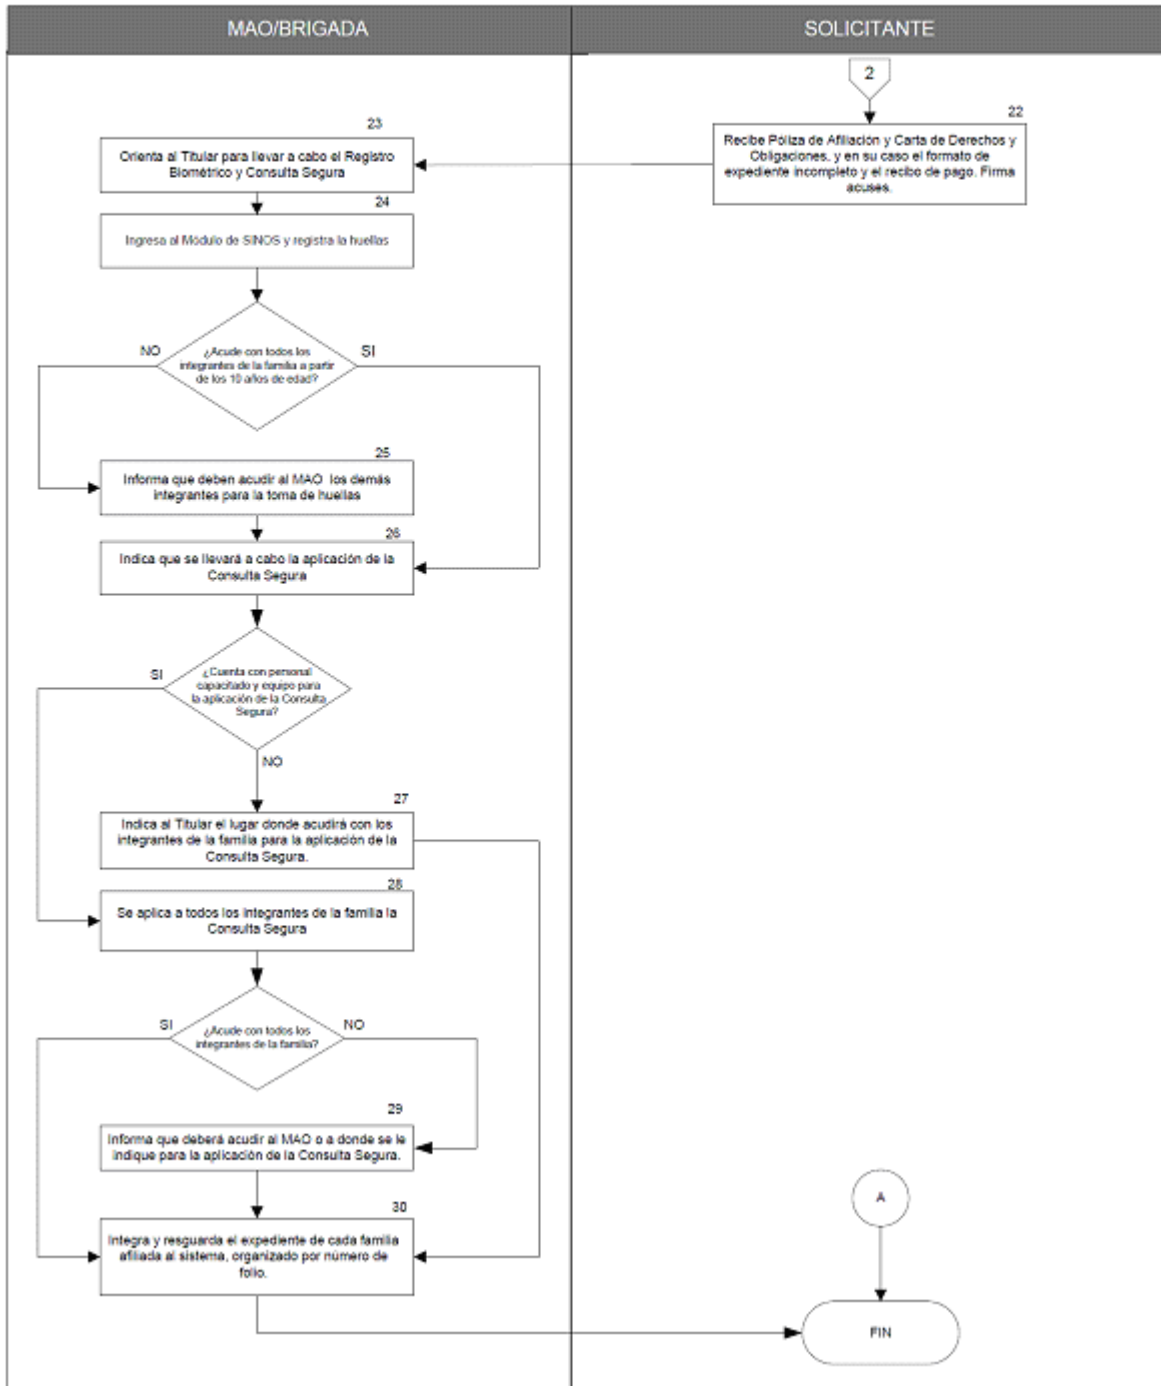 MAO/BRIGADA
SOLICITANTE
2
22
Recibe Póliza de Afiliación y Carta de Derechos y
Obligaciones, y en su caso el formato de
expediente incompleto y el recibo de pago. Firma
acuses.
23
Orienta al Titular para llevar a cabo el Registro
Biométrico y Consulta Segura
24
Ingresa al Módulo de SINOS y registra la huellas
¿Acude con todos los
integrantes de la familia a partir
de los 10 años de edad?
NO
SI
25
Informa que deben acudir al MAO los demás
integrantes para la toma de huellas
26
Indica que se llevará a cabo la aplicación de la
Consulta Segura
SI
¿Cuenta con personal
capacitado y equipo para
la aplicación de la Consulta
Segura?
NO
27
Indica al Titular el lugar donde acudirá con los
integrantes de la familia para la aplicación de la
Consulta Segura.
28
Se aplica a todos los integrantes de la familia la
Consulta Segura
SI
¿Acude con todos los
integrantes de la familia?
NO
29
Informa que deberá acudir al MAO o a donde se le
indique para la aplicación de la Consulta Segura.
30
Integra y resguarda el expediente de cada familia
afiliada al sistema, organizado por número de
folio.
A
FIN